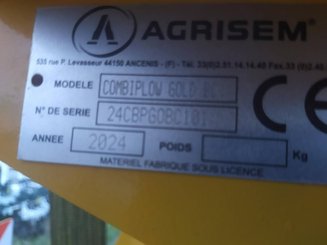 AGRISEM®
535 rue P. Levasseur 44150 ANCENIS - (F) - Tél. 33(0)2.51.14.14.40 Fax.33 (0)2.40.
MODELE COMBIPLOW GOLD
N° DE SERIE 24CBPGOBC101
CE
ANNEE 2024 POIDS Kg
MATERIEL FABRIQUE SOUS LICENCE